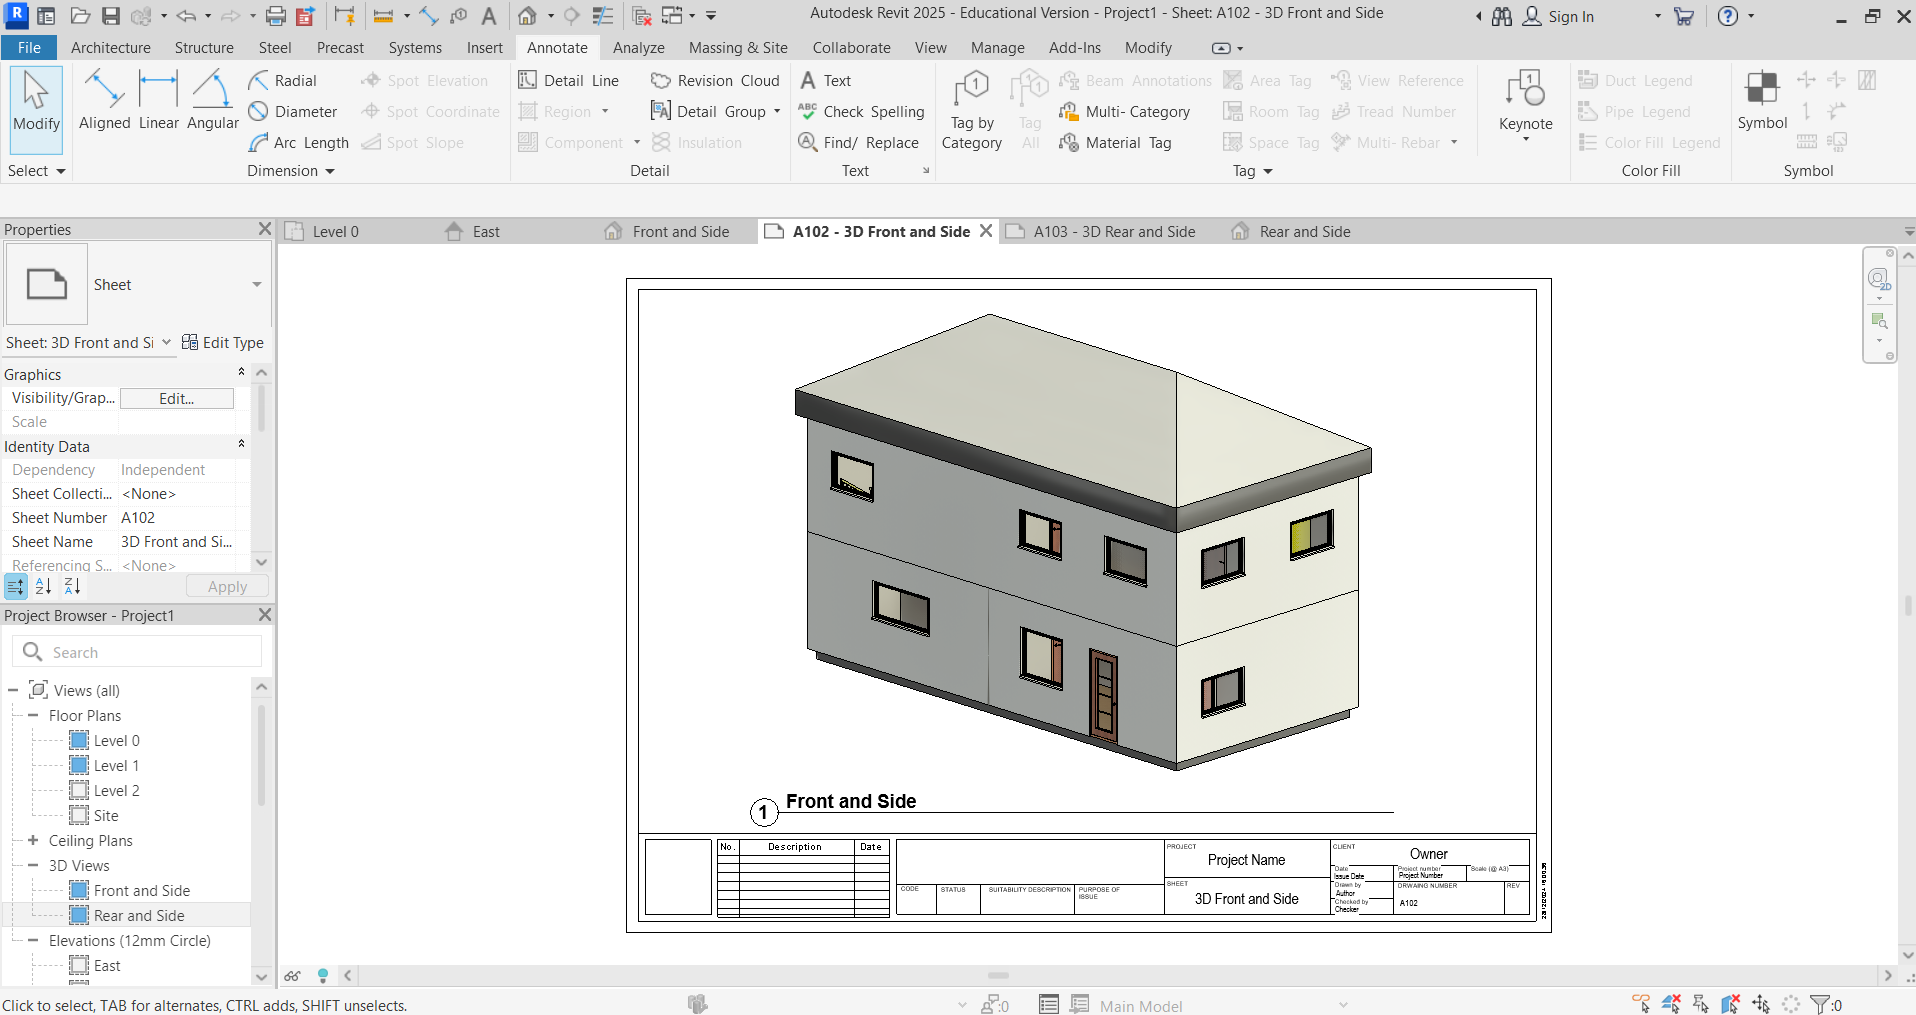 Autodesk Revit 2025 - Educational Version - Project1 - Sheet: A102 - 3D Front and Side
Sign In
File Architecture Structure Steel Precast Systems Insert Annotate Analyze Massing & Site Collaborate View Manage Add-Ins Modify
Modify
Select
Aligned
Linear
Angular
Radial
Diameter
Arc Length
Spot Elevation
Spot Coordinate
Spot Slope
Dimension
Detail Line
Region
Component
Revision Cloud
Detail Group
Insulation
Detail
Text
Check Spelling
Find/ Replace
Text
Tag by
Category
Tag
All
Beam Annotations
Multi- Category
Material Tag
Area Tag
Room Tag
Space Tag
View Reference
Tread Number
Multi- Rebar
Tag
Keynote
Duct Legend
Pipe Legend
Color Fill Legend
Color Fill
Symbol
Symbol
Properties
Level 0
East
Front and Side
A102 - 3D Front and Side
A103 - 3D Rear and Side
Rear and Side
Sheet
Sheet: 3D Front and Si
Edit Type
Graphics
Visibility/Grap... Edit...
Scale
Identity Data
Dependency Independent
Sheet Collecti... <None>
Sheet Number A102
Sheet Name 3D Front and Si...
Referencing S... <None>
Apply
Project Browser - Project1
Search
Views (all)
Floor Plans
Level 0
Level 1
Level 2
Site
Ceiling Plans
3D Views
Front and Side
Rear and Side
Elevations (12mm Circle)
East
1 Front and Side
No. Description Date
CODE
STATUS
SUITABILITY DESCRIPTION
PURPOSE OF
ISSUE
PROJECT
Project Name
SHEET
3D Front and Side
CLIENT
Owner
Date
Issue Date
Project number
Project Number
Scale (@ A3)
Drawn by
Author
Checked by
Checker
DRWAING NUMBER
A102
REV
Click to select, TAB for alternates, CTRL adds, SHIFT unselects.
:0
Main Model
:0